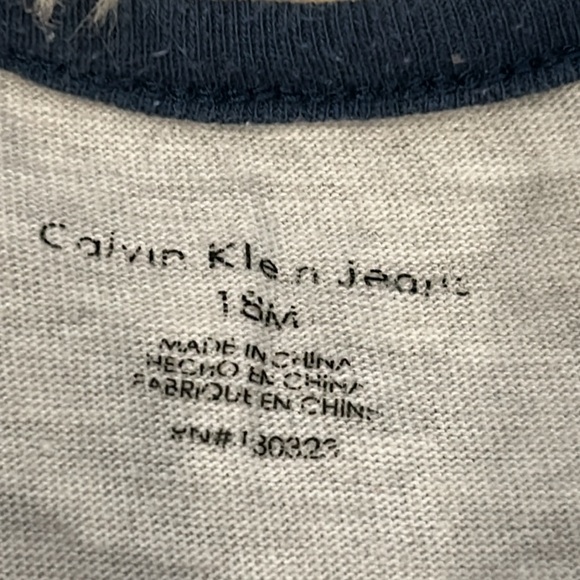 Calvin Klein jeans
18M
MADE IN CHINA
HECHO EN CHINA
FABRIQUE EN CHINE
RN#130323